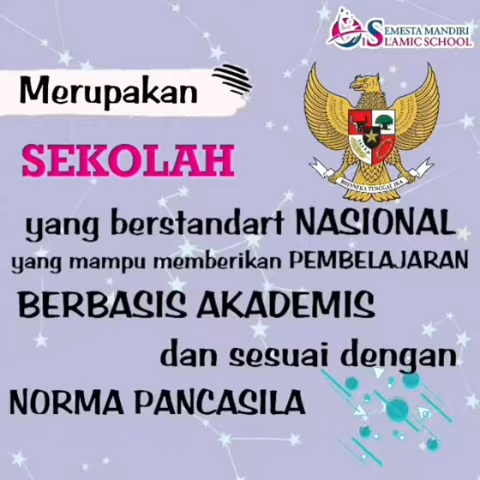 SEMESTA MANDIRI
ISLAMIC SCHOOL
Merupakan
SEKOLAH
BHINNEKA TUNGGAL IKA
yang berstandart NASIONAL
yang mampu memberikan PEMBELAJARAN
BERBASIS AKADEMIS
dan sesuai dengan
NORMA PANCASILA